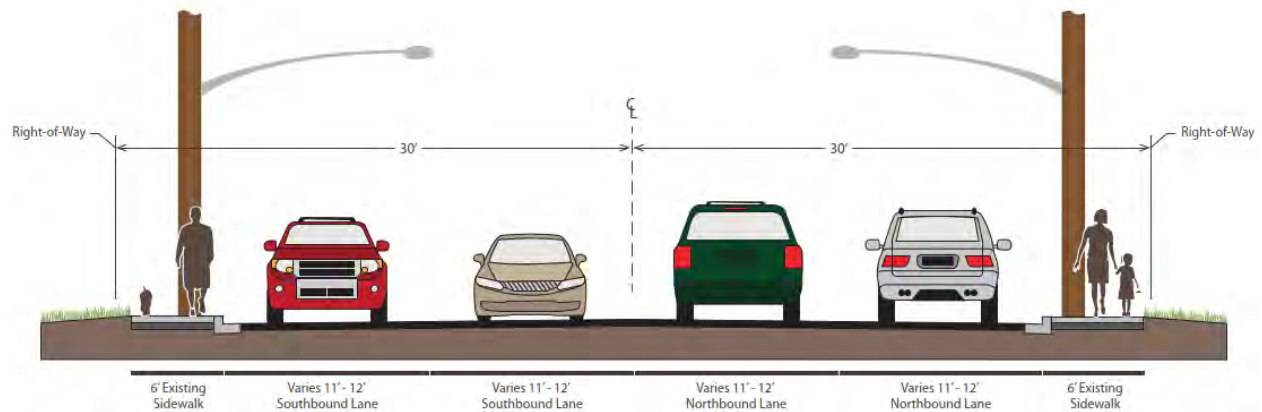 ℄
Right-of-Way
30'
30'
Right-of-Way
6' Existing
Sidewalk
Varies 11' - 12'
Southbound Lane
Varies 11' - 12'
Southbound Lane
Varies 11' - 12'
Northbound Lane
Varies 11' - 12'
Northbound Lane
6' Existing
Sidewalk